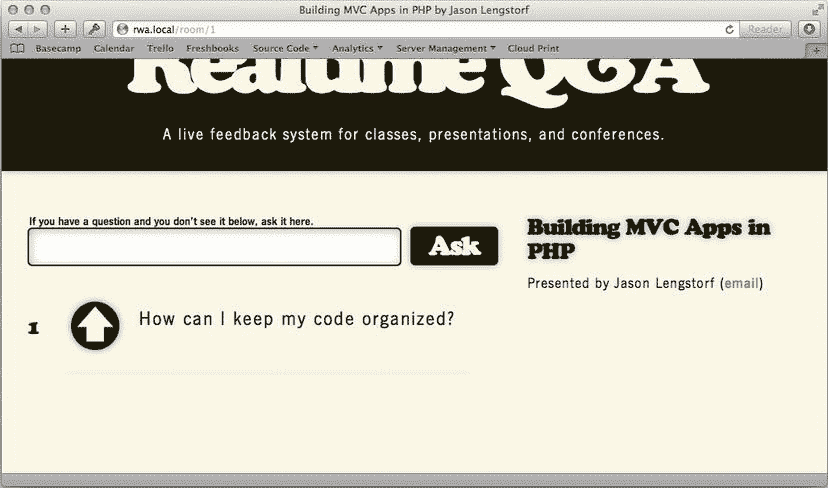 Building MVC Apps in PHP by Jason Lengstorf
rwa.local/room/1
Reader
Basecamp Calendar Trello Freshbooks Source Code Analytics Server Management Cloud Print
Realtime Q&A
A live feedback system for classes, presentations, and conferences.
If you have a question and you don't see it below, ask it here.
Ask
Building MVC Apps in
PHP
Presented by Jason Lengstorf (email)
1
How can I keep my code organized?